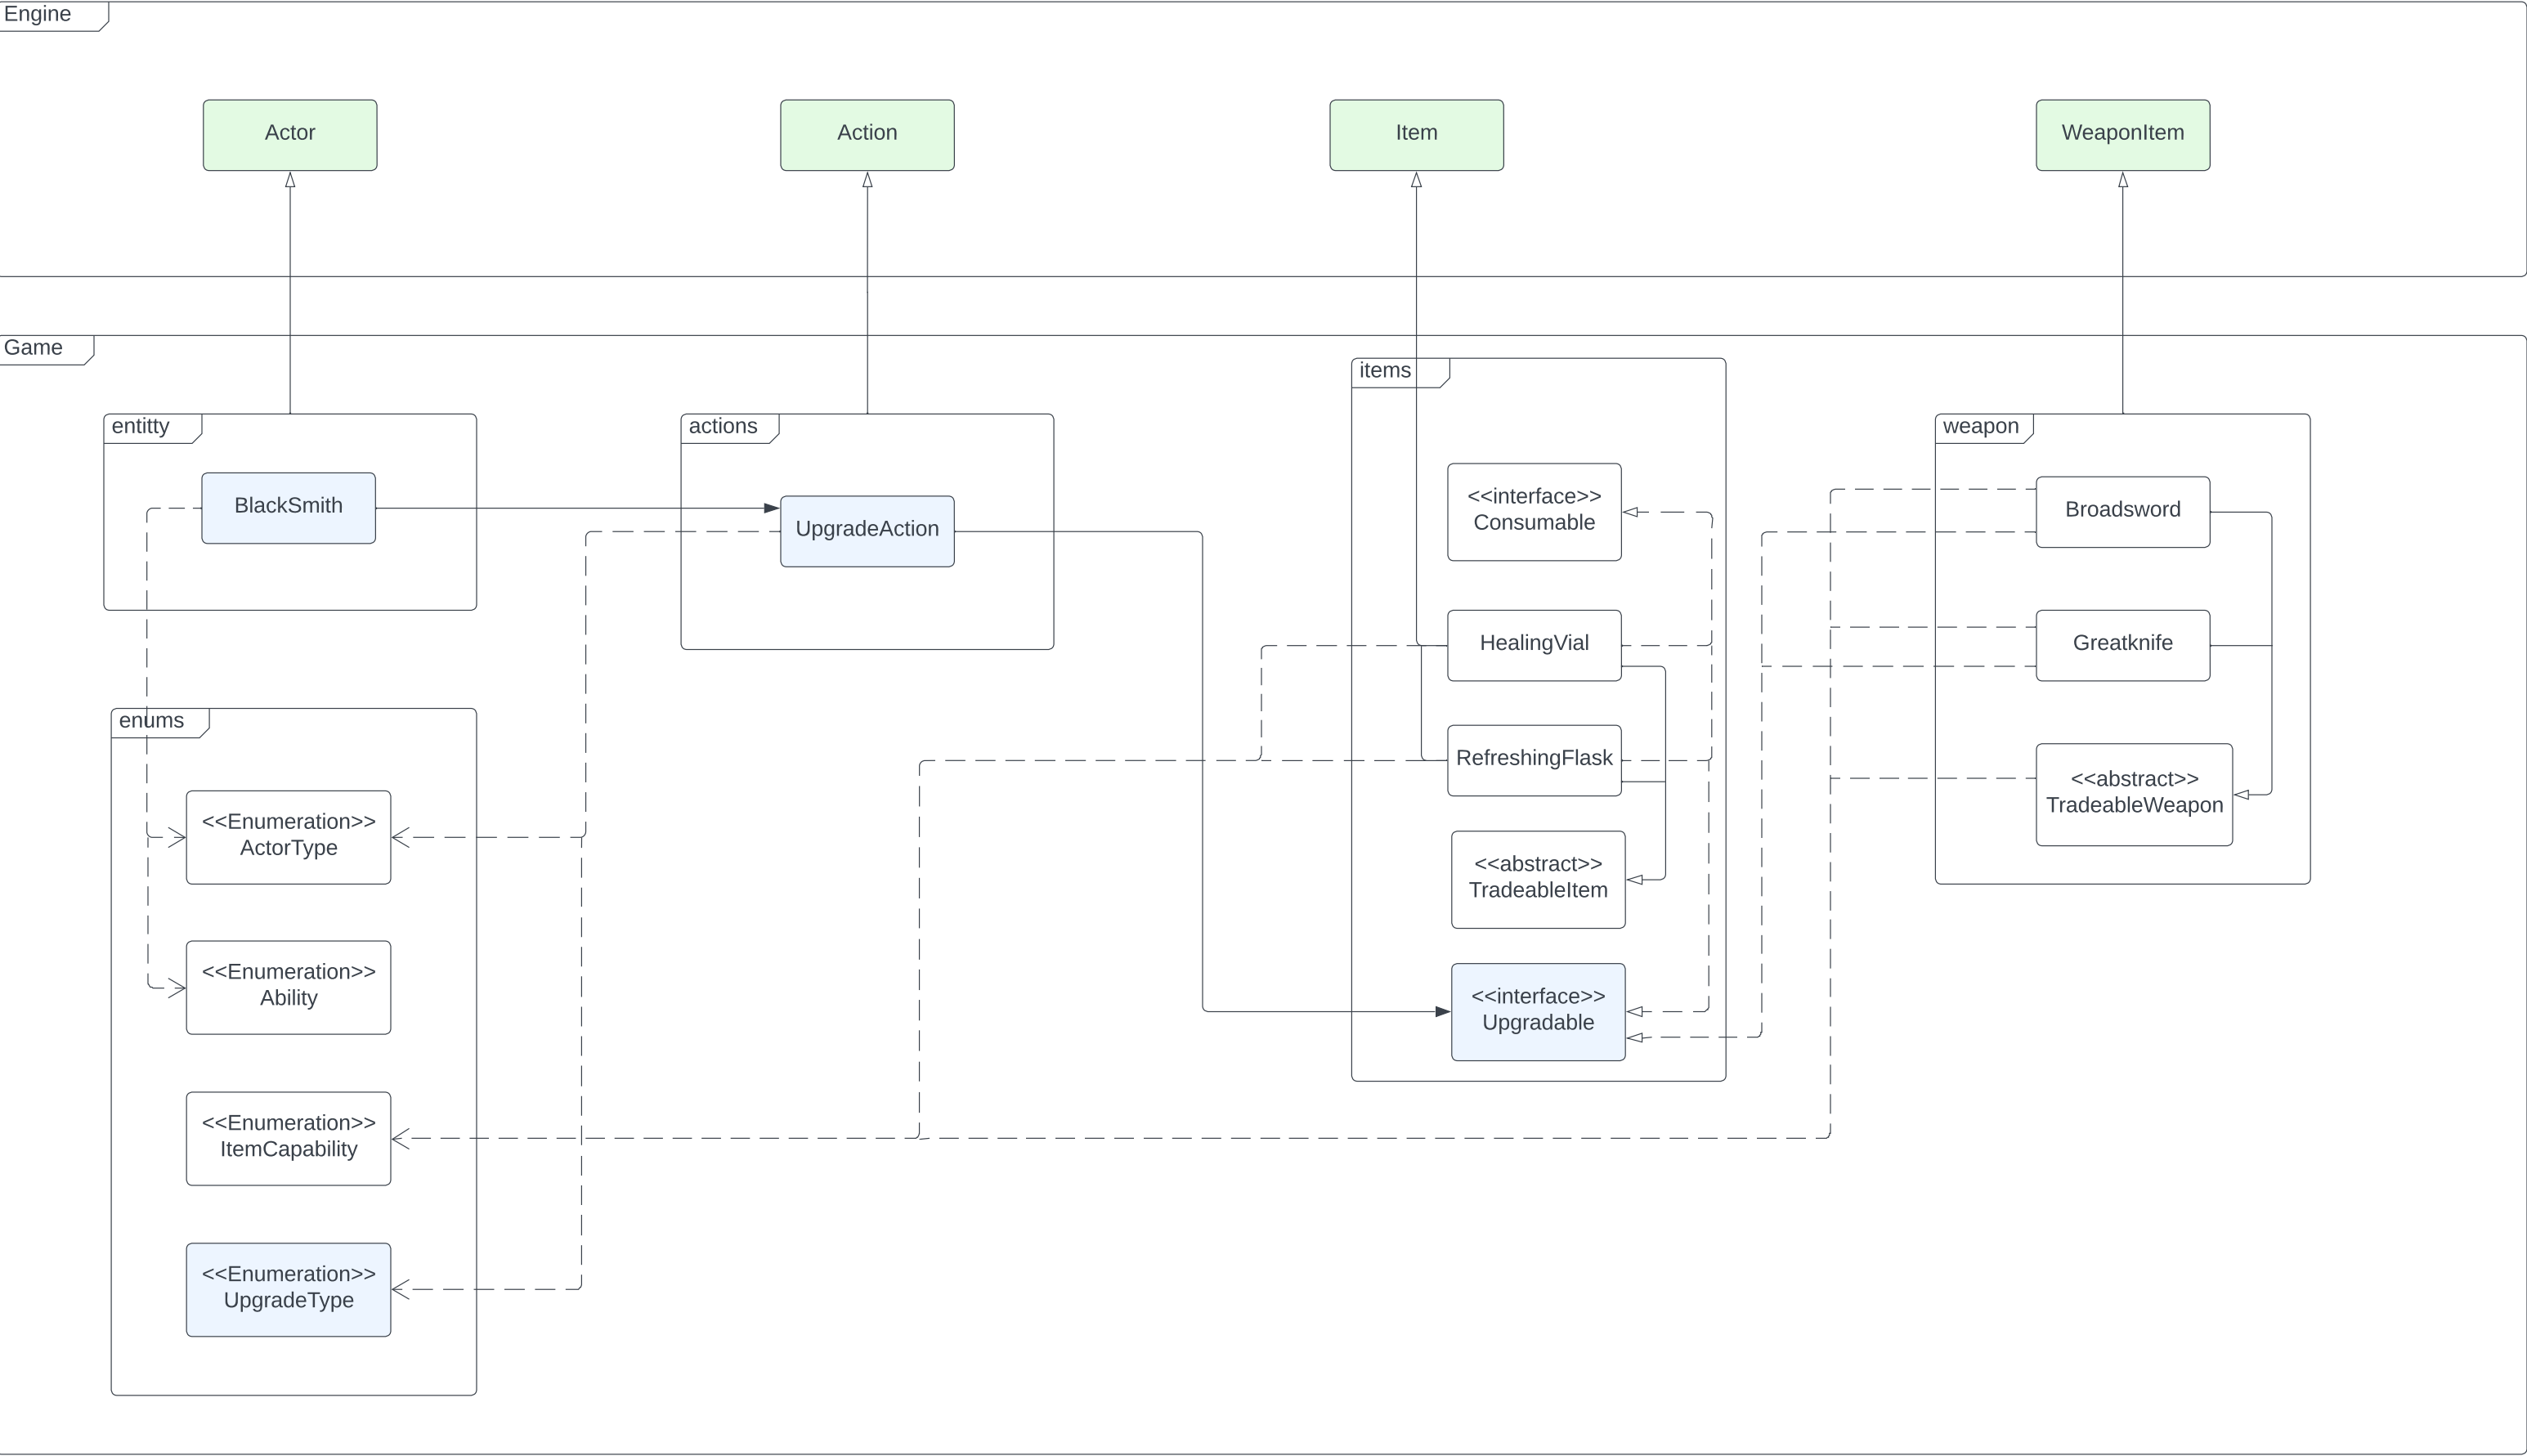 Engine
Actor
Action
Item
WeaponItem
Game
entitty
BlackSmith
actions
UpgradeAction
items
<<interface>>
Consumable
HealingVial
RefreshingFlask
<<abstract>>
TradeableItem
<<interface>>
Upgradable
weapon
Broadsword
Greatknife
<<abstract>>
TradeableWeapon
enums
<<Enumeration>>
ActorType
<<Enumeration>>
Ability
<<Enumeration>>
ItemCapability
<<Enumeration>>
UpgradeType